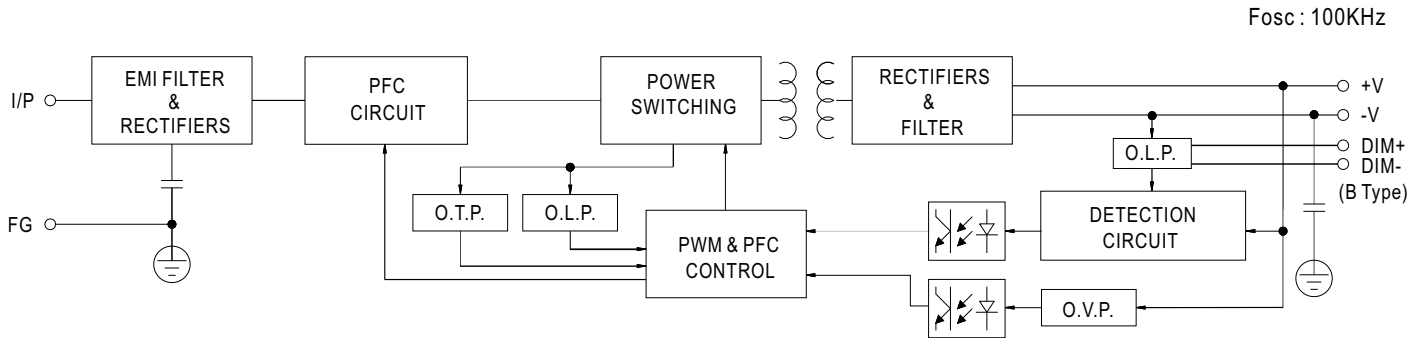 Fosc : 100KHz
I/P
EMI FILTER
&
RECTIFIERS
PFC
CIRCUIT
POWER
SWITCHING
RECTIFIERS
&
FILTER
+V
-V
DIM+
DIM-
(B Type)
O.L.P.
FG
O.T.P.
O.L.P.
PWM & PFC
CONTROL
DETECTION
CIRCUIT
O.V.P.